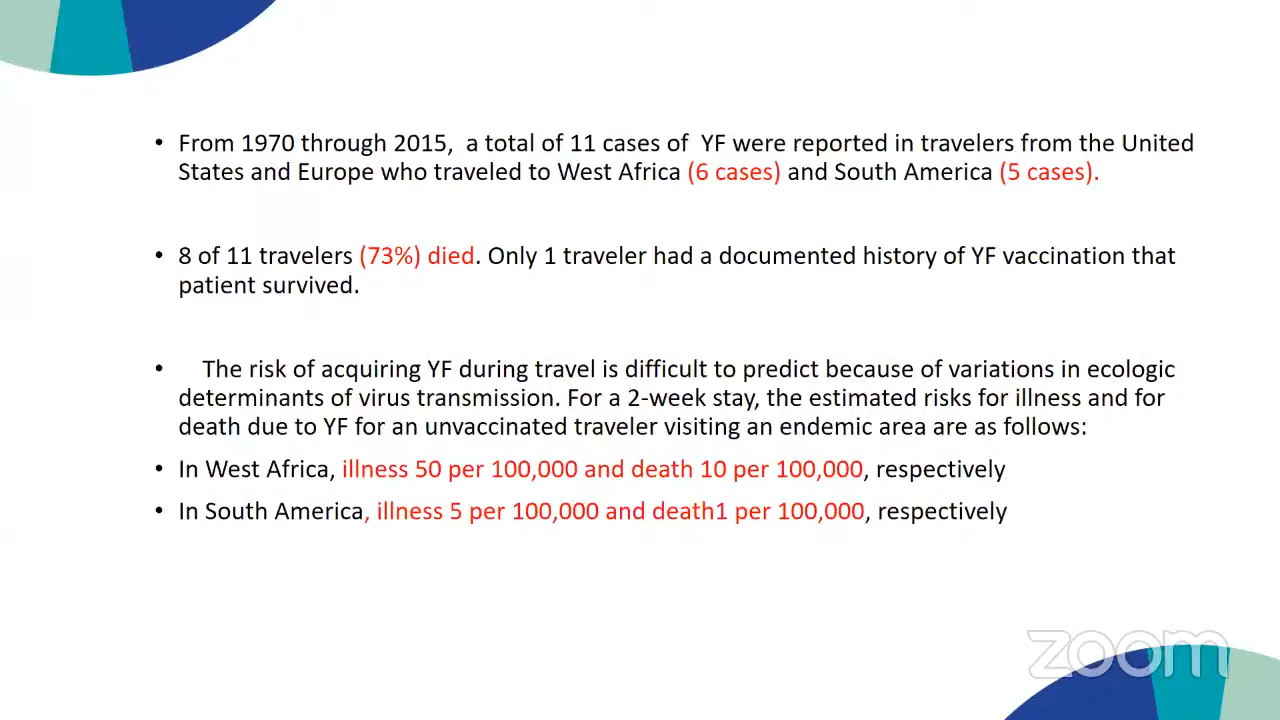 • From 1970 through 2015,  a total of 11 cases of  YF were reported in travelers from the United
States and Europe who traveled to West Africa (6 cases) and South America (5 cases).
• 8 of 11 travelers (73%) died. Only 1 traveler had a documented history of YF vaccination that
patient survived.
•    The risk of acquiring YF during travel is difficult to predict because of variations in ecologic
determinants of virus transmission. For a 2-week stay, the estimated risks for illness and for
death due to YF for an unvaccinated traveler visiting an endemic area are as follows:
• In West Africa, illness 50 per 100,000 and death 10 per 100,000, respectively
• In South America, illness 5 per 100,000 and death1 per 100,000, respectively
zoom